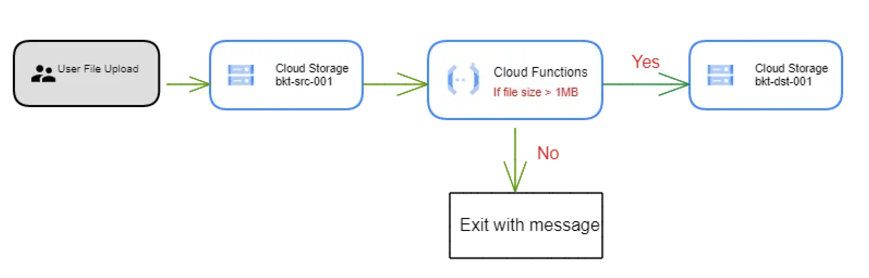 User File Upload
Cloud Storage
bkt-src-001
Cloud Functions
If file size > 1MB
Yes
Cloud Storage
bkt-dst-001
No
Exit with message